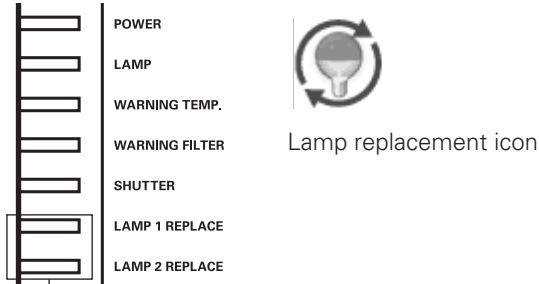 POWER
LAMP
WARNING TEMP.
WARNING FILTER
SHUTTER
LAMP 1 REPLACE
LAMP 2 REPLACE
Lamp replacement icon